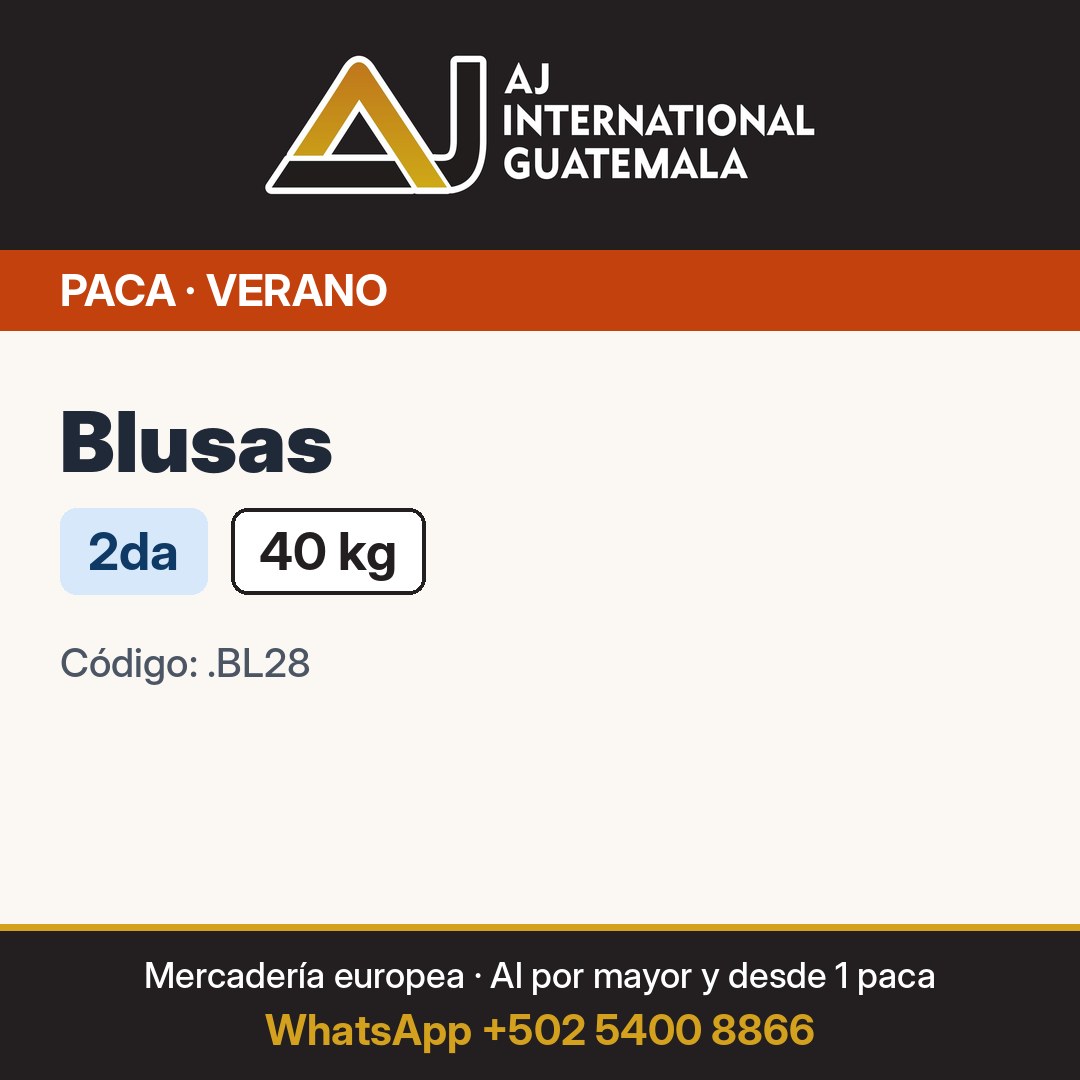 AJ
AJ
INTERNATIONAL
GUATEMALA
PACA · VERANO
Blusas
2da
40 kg
Código: .BL28
Mercadería europea · Al por mayor y desde 1 paca
WhatsApp +502 5400 8866